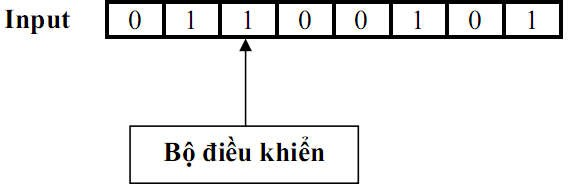 Input 0 1 1 0 0 1 0 1
Bộ điều khiển